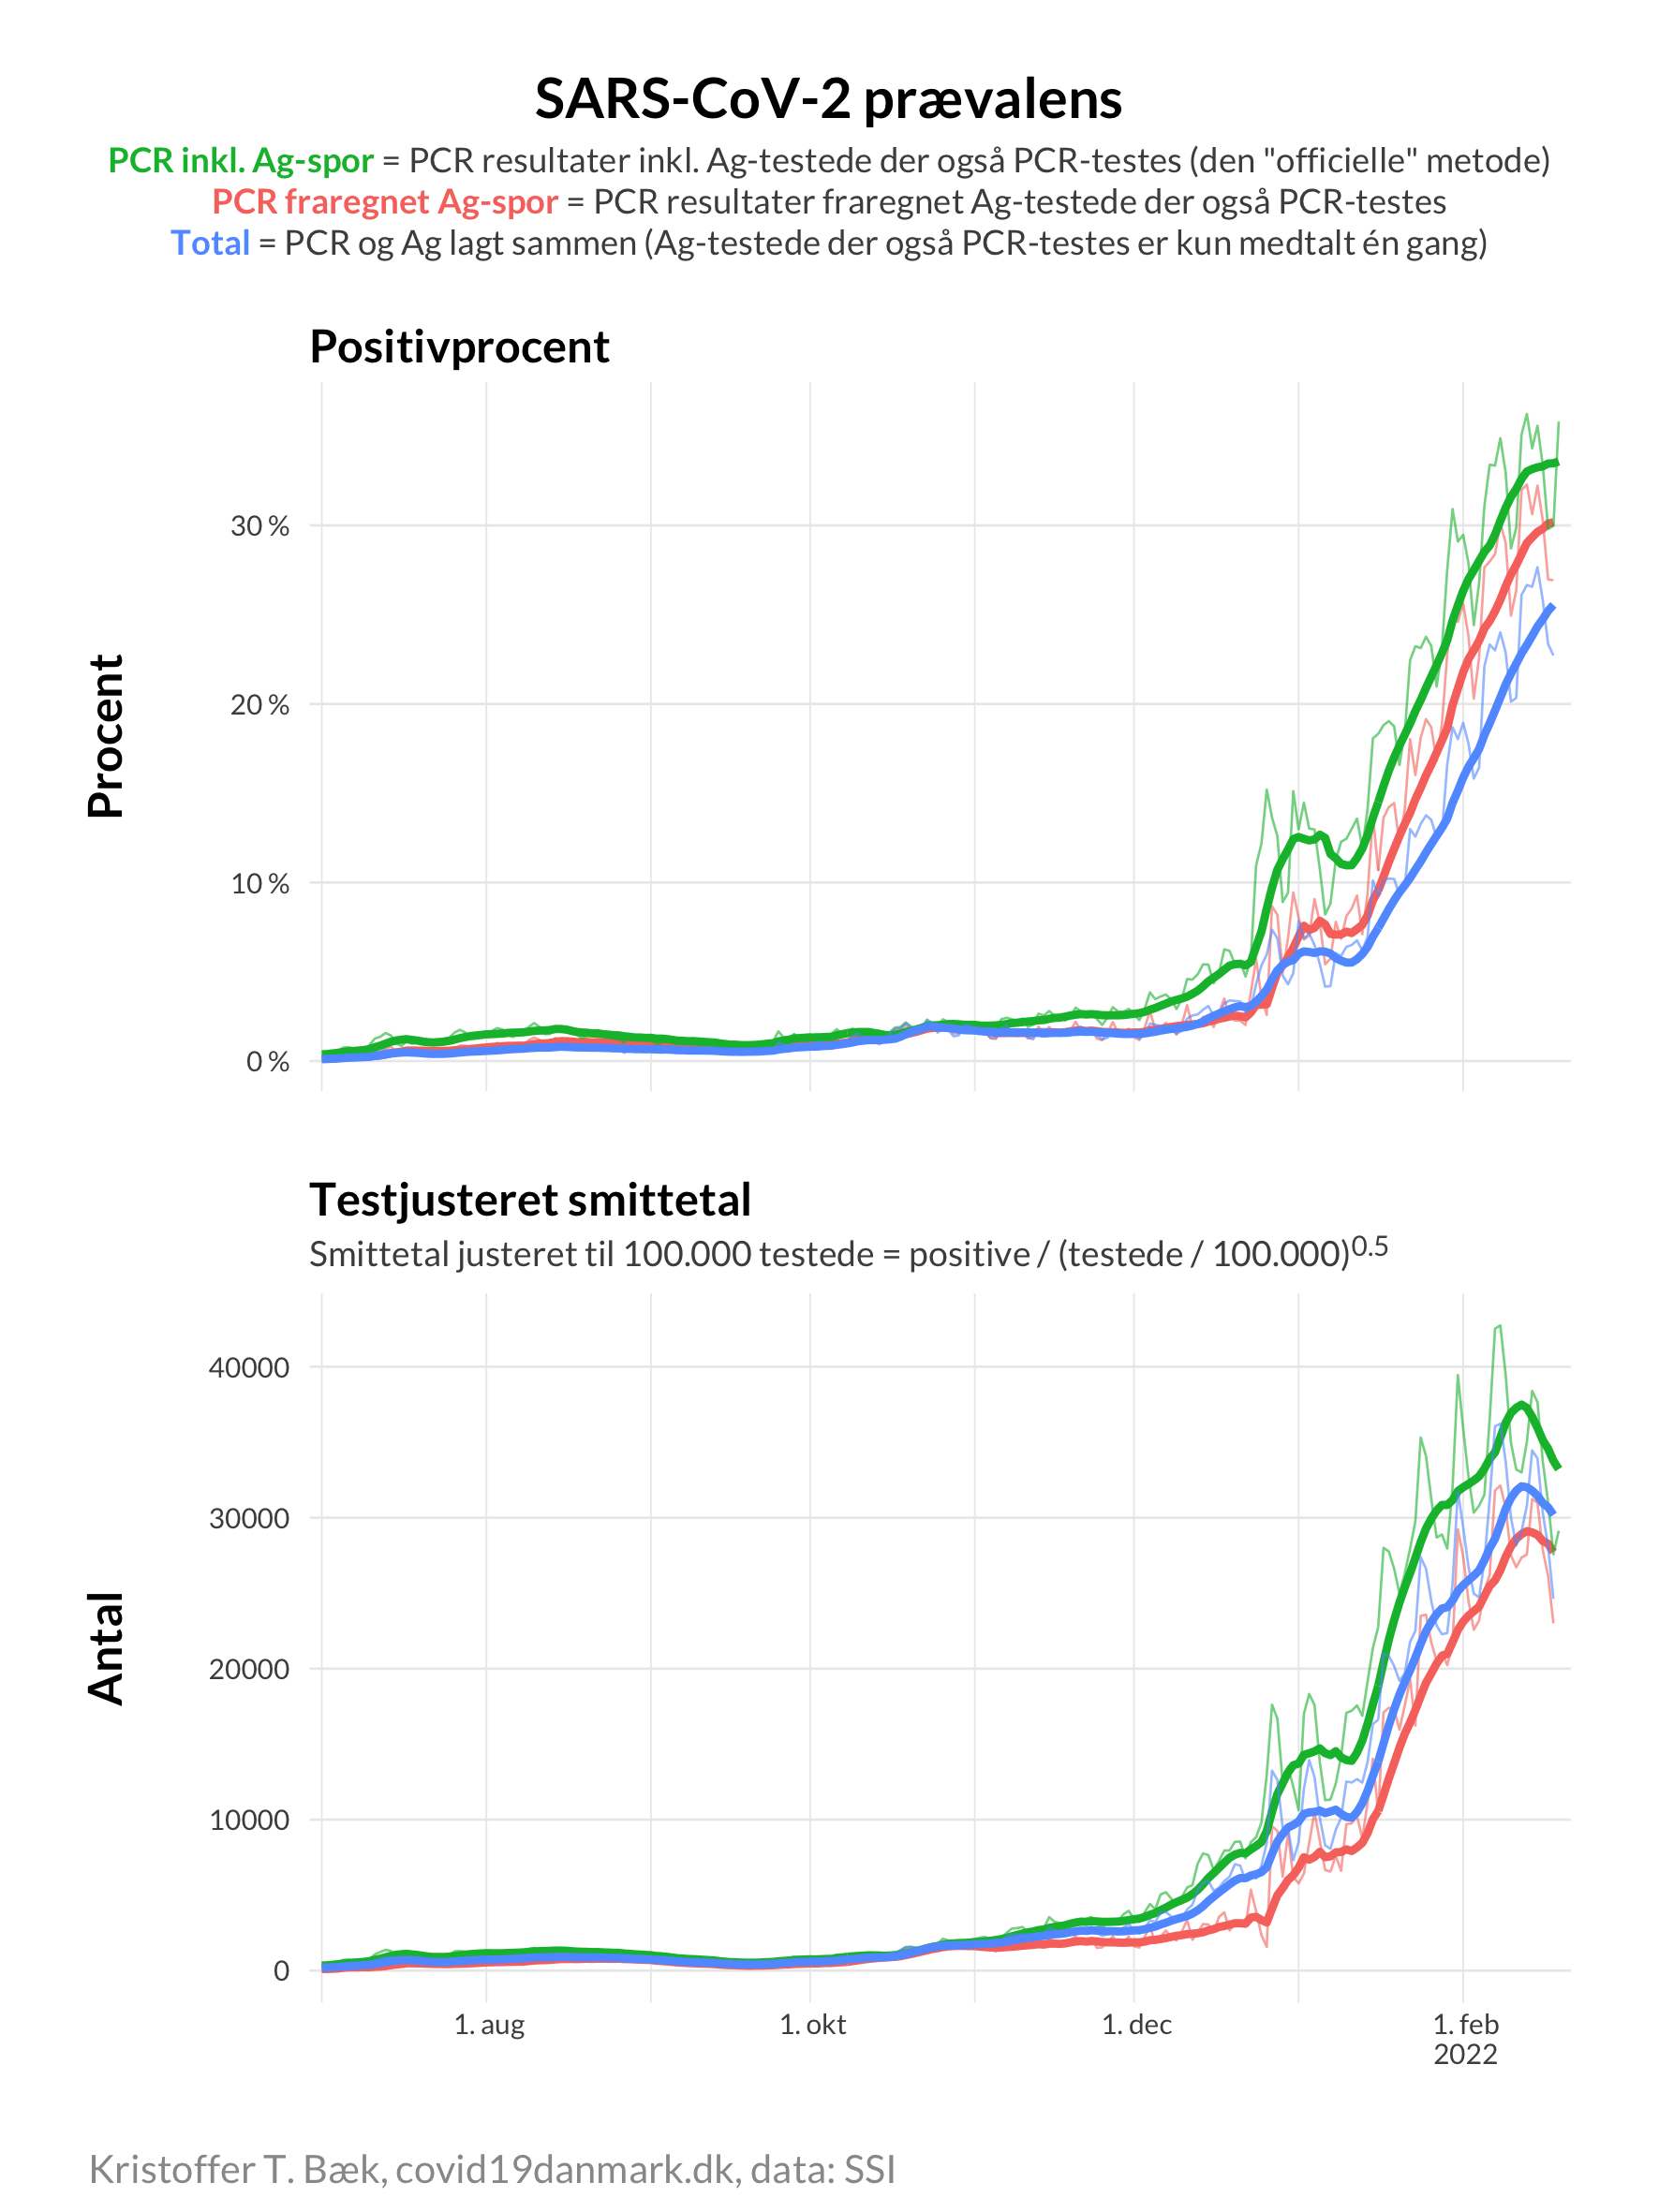 SARS-CoV-2 prævalens
PCR inkl. Ag-spor = PCR resultater inkl. Ag-testede der også PCR-testes (den "officielle" metode)
PCR fraregnet Ag-spor = PCR resultater fraregnet Ag-testede der også PCR-testes
Total = PCR og Ag lagt sammen (Ag-testede der også PCR-testes er kun medtalt én gang)
Positivprocent
Procent
30 %
20 %
10 %
0 %
Testjusteret smittetal
Smittetal justeret til 100.000 testede = positive / (testede / 100.000)^0.5
Antal
40000
30000
20000
10000
0
1. aug
1. okt
1. dec
1. feb
2022
Kristoffer T. Bæk, covid19danmark.dk, data: SSI